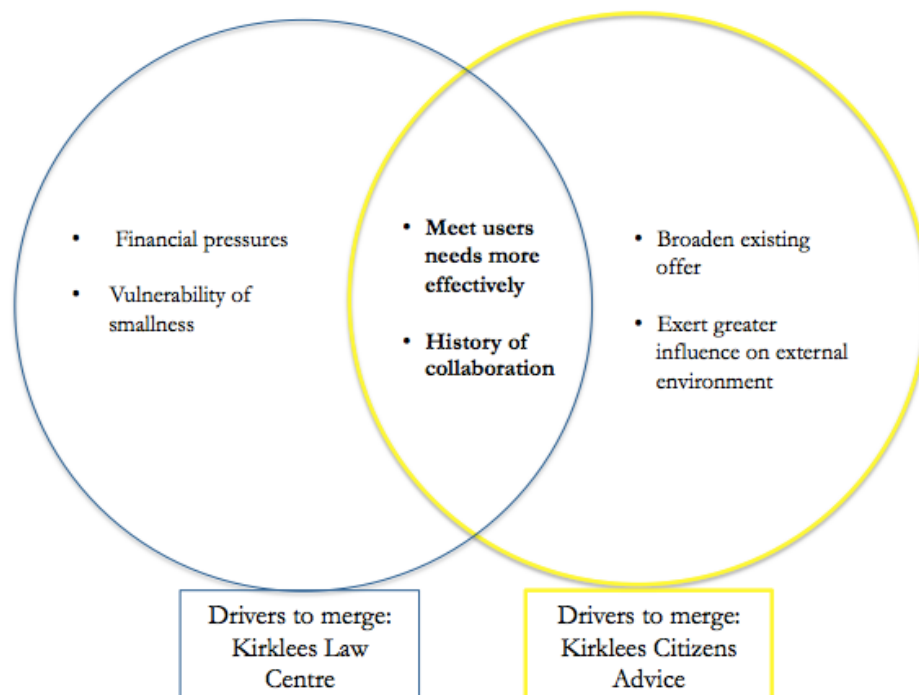 • Financial pressures
• Vulnerability of
smallness
• Meet users
needs more
effectively
• History of
collaboration
• Broaden existing
offer
• Exert greater
influence on external
environment
Drivers to merge:
Kirklees Law
Centre
Drivers to merge:
Kirklees Citizens
Advice